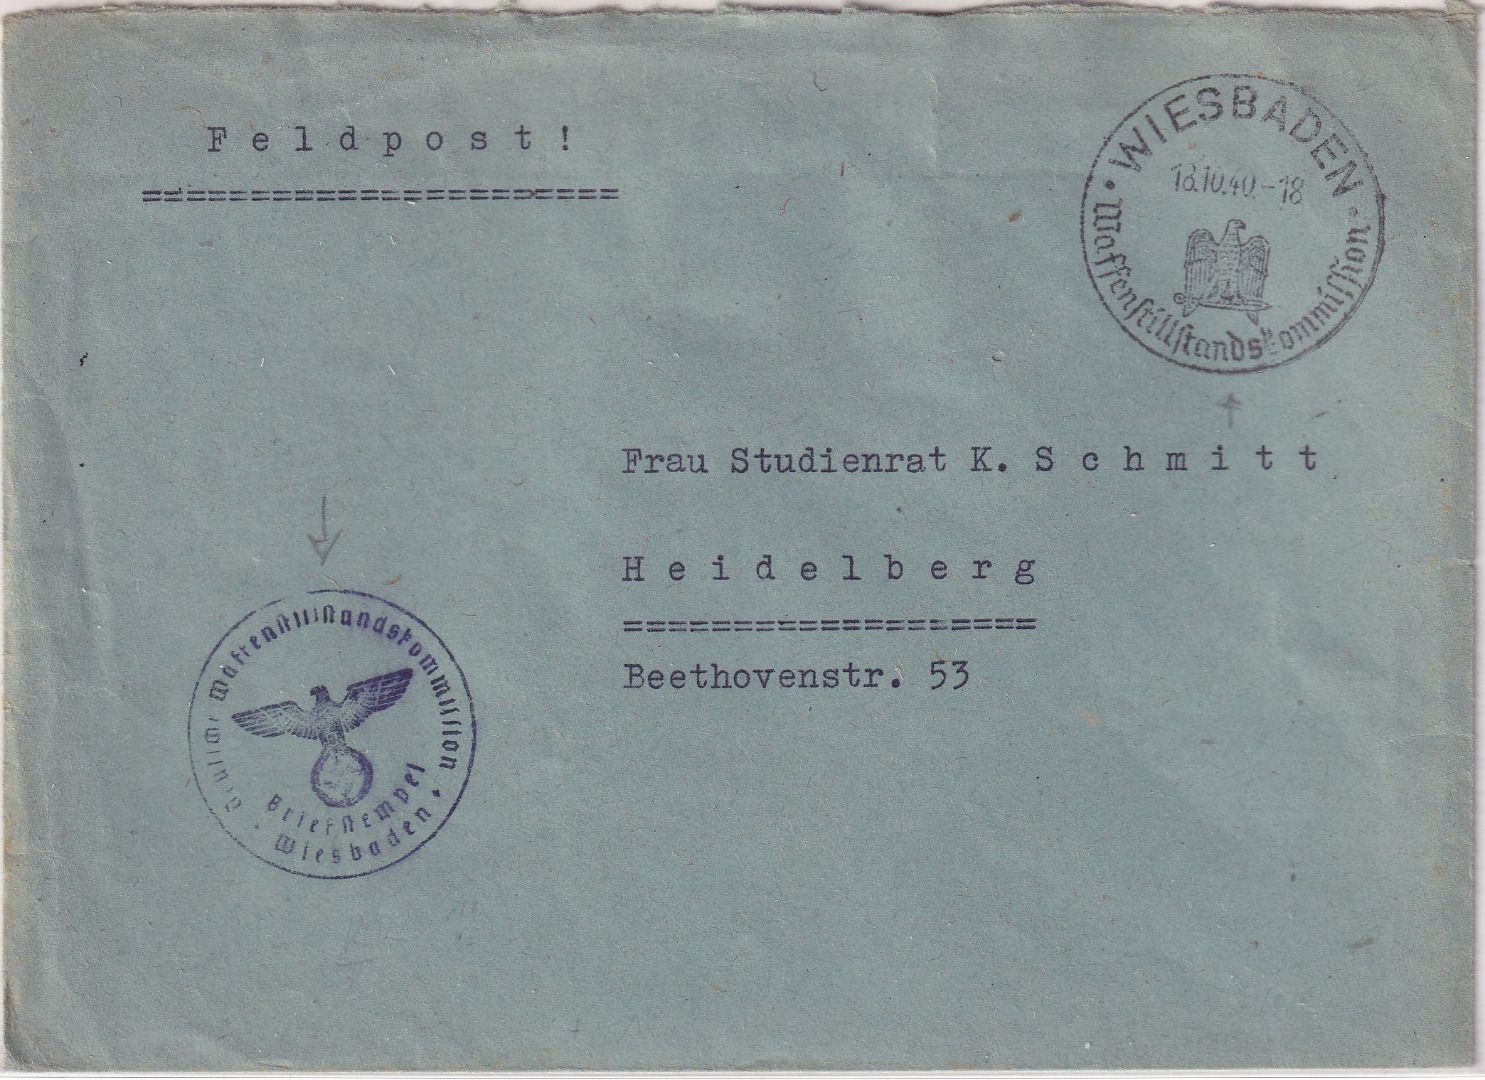 Feldpost!
======================
WIESBADEN
18.10.40.-18
Waffenstillstandskommission
Frau Studienrat K. Schmitt
Heidelberg
===================
Beethovenstr. 53
Waffenstillstandskommission
Briefstempel
Wiesbaden